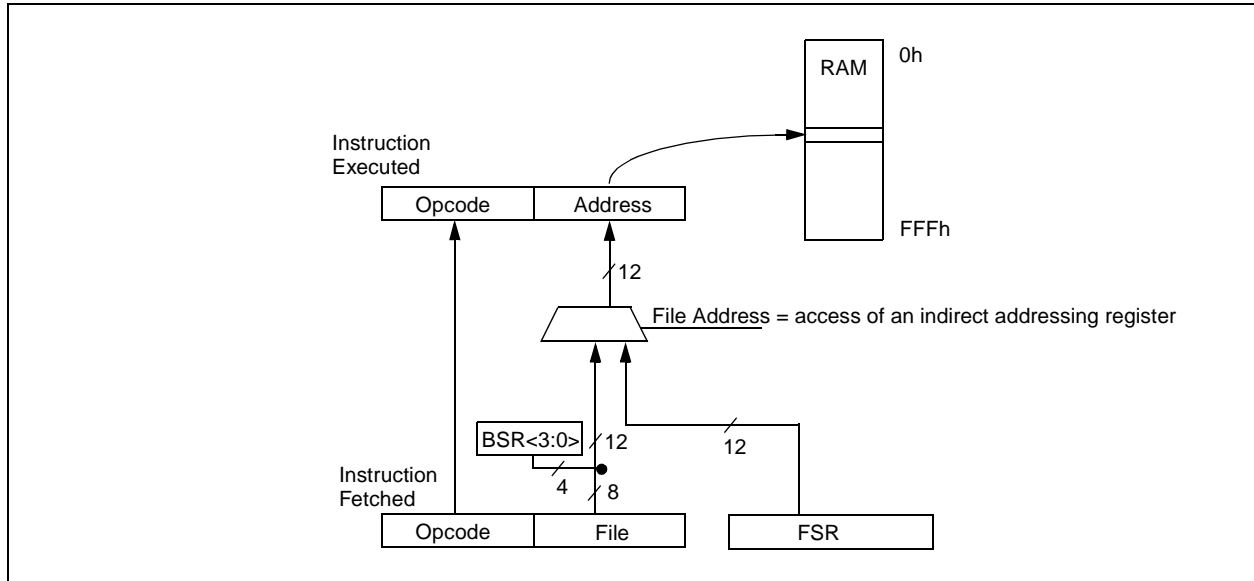 RAM
0h
Instruction
Executed
Opcode
Address
FFFh
12
File Address = access of an indirect addressing register
BSR<3:0>
12
12
4
8
Instruction
Fetched
Opcode
File
FSR